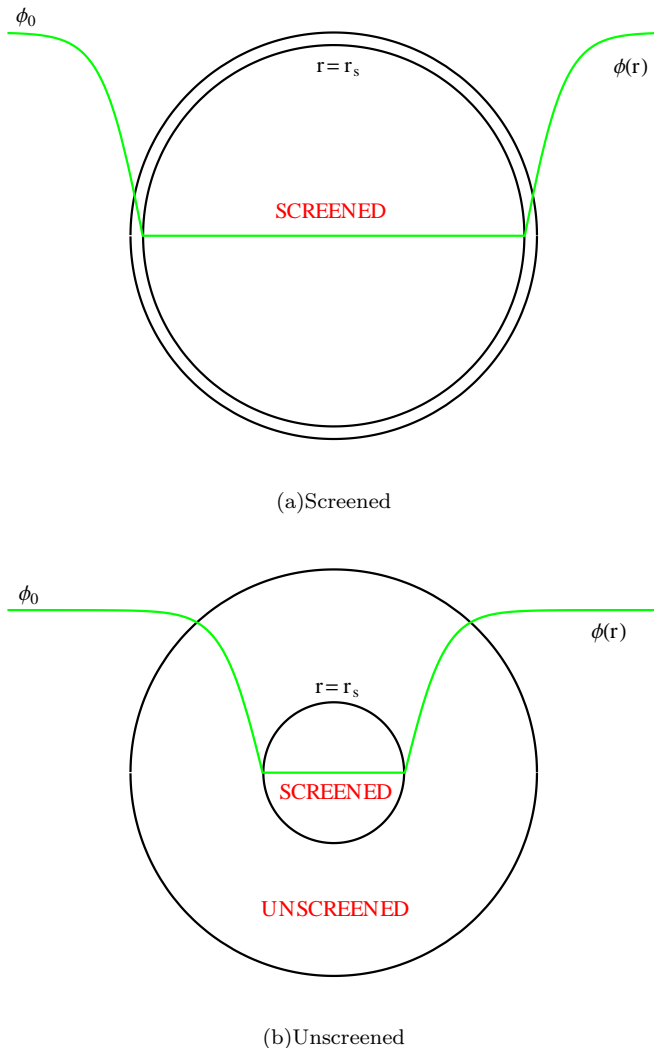 ϕ₀
r = rₛ
ϕ(r)
SCREENED
(a)Screened
ϕ₀
ϕ(r)
r = rₛ
SCREENED
UNSCREENED
(b)Unscreened